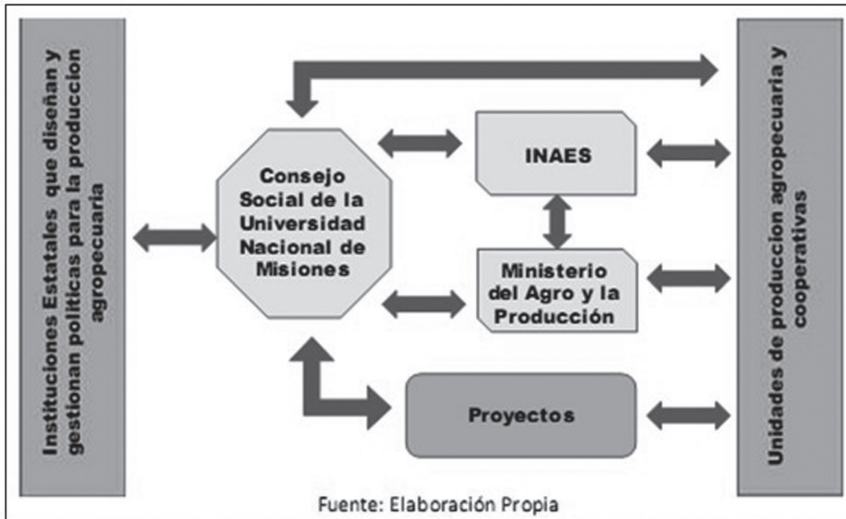 Instituciones Estatales que diseñan y
gestionan politicas para la produccion
agropecuaria
Consejo
Social de la
Universidad
Nacional de
Misiones
INAES
Ministerio
del Agro y la
Producción
Proyectos
Unidades de produccion agropecuaria y
cooperativas
Fuente: Elaboración Propia